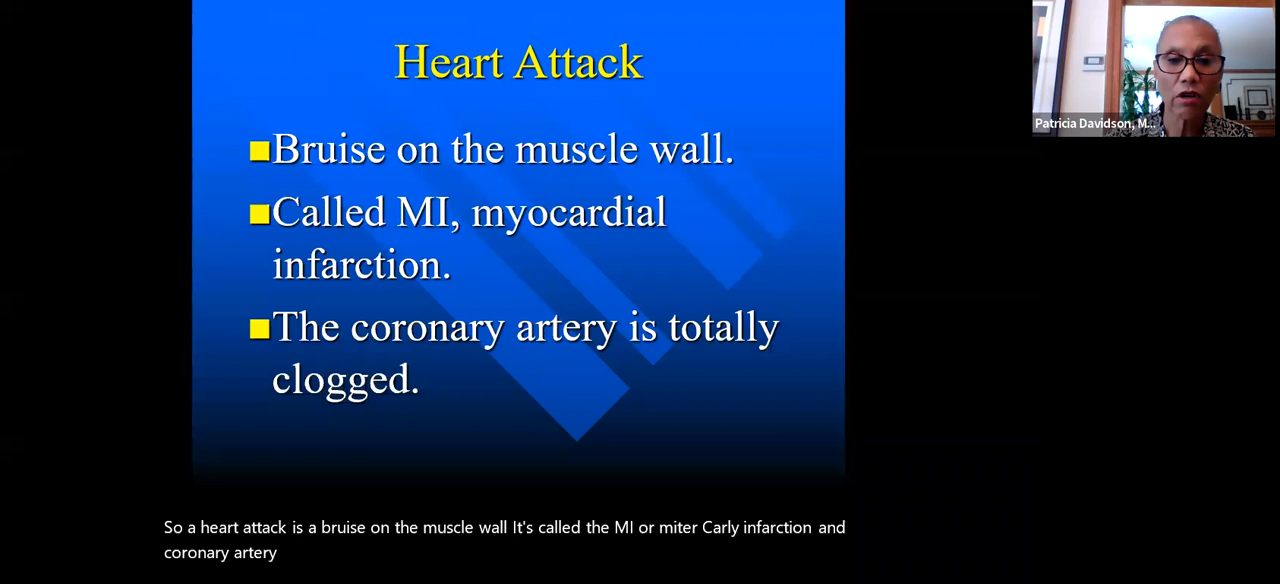 Heart Attack
Bruise on the muscle wall.
Called MI, myocardial
infarction.
The coronary artery is totally
clogged.
Patricia Davidson, M...
So a heart attack is a bruise on the muscle wall It's called the MI or miter Carly infarction and
coronary artery